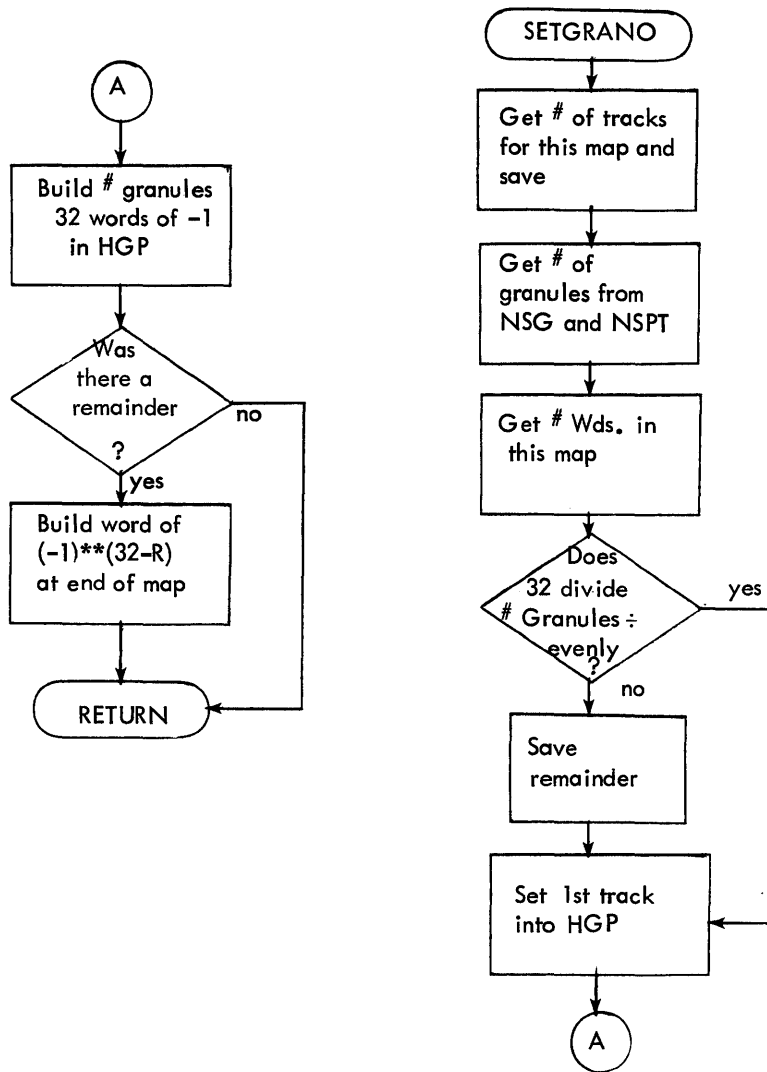 A
Build # granules
32 words of -1
in HGP
Was
there a
remainder
?
no
yes
Build word of
(-1)**(32-R)
at end of map
RETURN
SETGRANO
Get # of tracks
for this map and
save
Get # of
granules from
NSG and NSPT
Get # Wds. in
this map
Does
32 divide
# Granules ÷
evenly
?
yes
no
Save
remainder
Set 1st track
into HGP
A